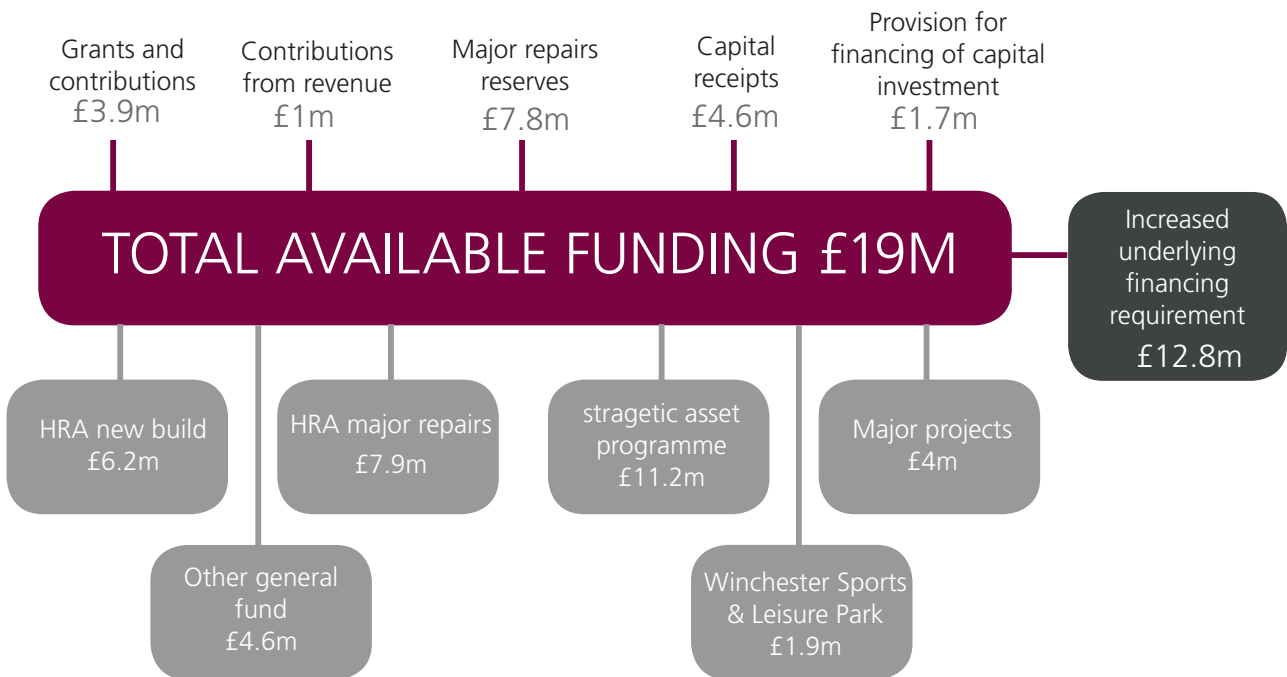 Grants and
contributions
£3.9m
Contributions
from revenue
£1m
Major repairs
reserves
£7.8m
Capital
receipts
£4.6m
Provision for
financing of capital
investment
£1.7m
TOTAL AVAILABLE FUNDING £19M
Increased
underlying
financing
requirement
£12.8m
HRA new build
£6.2m
HRA major repairs
£7.9m
stragetic asset
programme
£11.2m
Major projects
£4m
Other general
fund
£4.6m
Winchester Sports
& Leisure Park
£1.9m